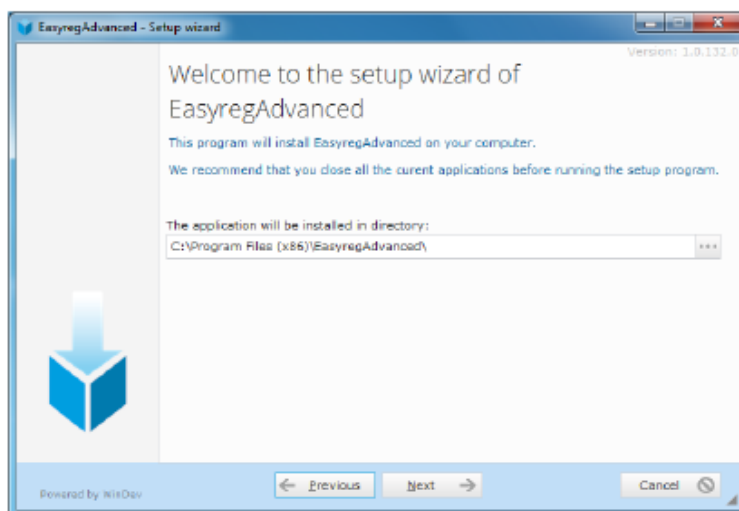 EasyregAdvanced - Setup wizard
Version: 1.0.132.0
Welcome to the setup wizard of
EasyregAdvanced
This program will install EasyregAdvanced on your computer.
We recommend that you close all the curent applications before running the setup program.
The application will be installed in directory:
C:\Program Files (x86)\EasyregAdvanced\
...
Previous
Next
Cancel
Powered by WinDev